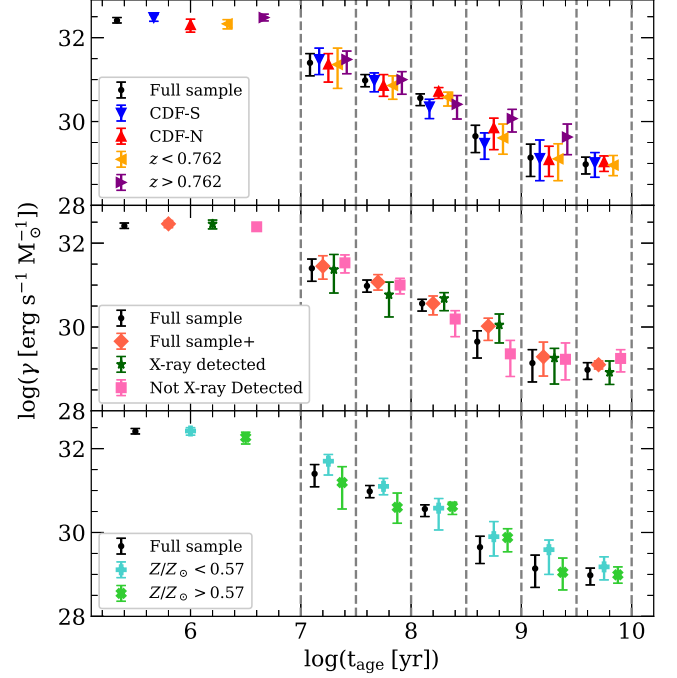 32
30
28
Full sample
CDF-S
CDF-N
z < 0.762
z > 0.762
log(γ [erg s⁻¹ M⊙⁻¹])
32
30
28
Full sample
Full sample+
X-ray detected
Not X-ray Detected
32
30
28
Full sample
Z/Z⊙ < 0.57
Z/Z⊙ > 0.57
6 7 8 9 10
log(t_age [yr])